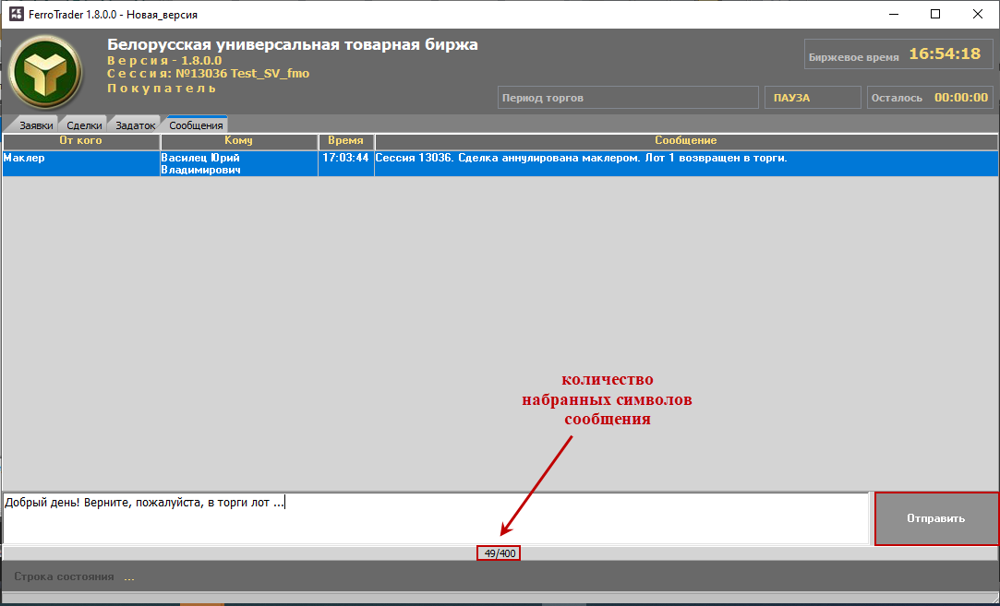 FerroTrader 1.8.0.0 - Новая_версия
Белорусская универсальная товарная биржа
Версия - 1.8.0.0
Сессия: №13036 Test_SV_fmo
Покупатель
Биржевое время 16:54:18
Период торгов ПАУЗА Осталось 00:00:00
Заявки Сделки Задаток Сообщения
От кого Кому Время Сообщение
Маклер Василец Юрий Владимирович 17:03:44 Сессия 13036. Сделка аннулирована маклером. Лот 1 возвращен в торги.
количество
набранных символов
сообщения
Добрый день! Верните, пожалуйста, в торги лот ...
Отправить
49/400
Строка состояния ...